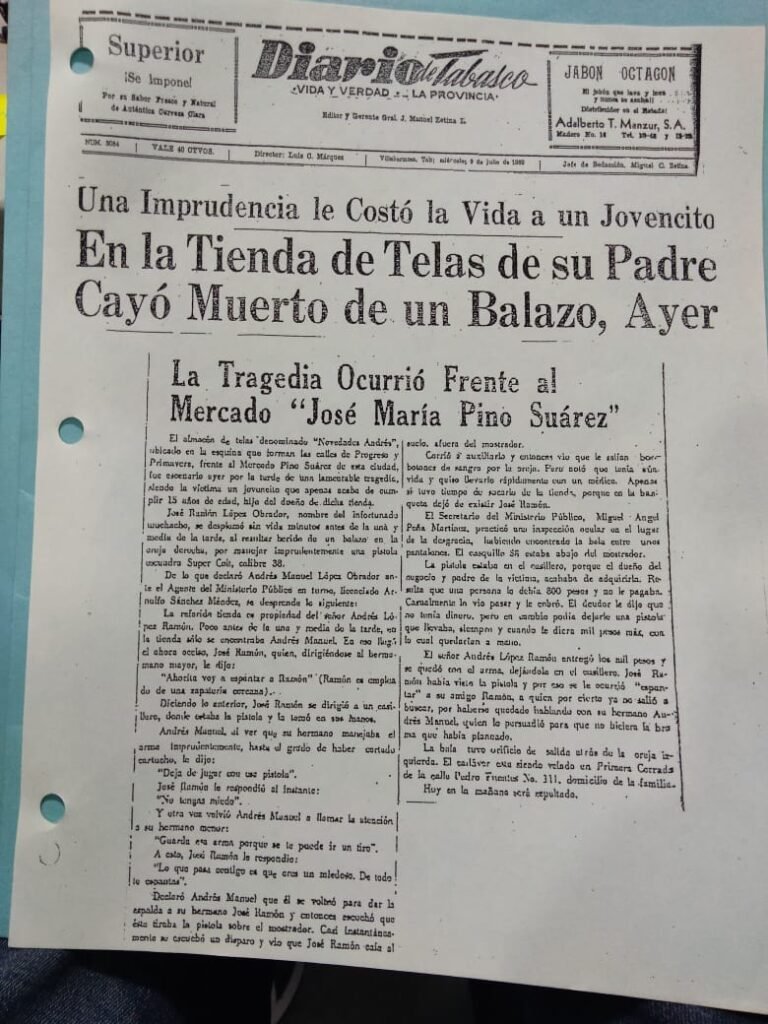 Superior
¡Se Impone!
Por su Sabor Fresco y Natural
de Auténtica Cerveza Clara
Diario de Tabasco
VIDA Y VERDAD DE LA PROVINCIA
Editor y Gerente Gral. J. Manuel Zetina E.
JABON OCTAGON
El jabón que lava y lava
y nunca se acaba!!
Distribuidor en el Estado:
Adalberto T. Manzur, S.A.
Madero No. 16 Tel.
NUM. 3084
VALE 40 CTVOS.
Director: Luis C. Márquez
Villahermosa, Tab; miércoles, 9 de julio de 1969
Jefe de Redacción, Miguel C. Zetina
Una Imprudencia le Costó la Vida a un Jovencito
En la Tienda de Telas de su Padre
Cayó Muerto de un Balazo, Ayer
La Tragedia Ocurrió Frente al
Mercado "José María Pino Suárez"
El almacén de telas denominado "Novedades Andrés",
ubicado en la esquina que forman las calles de Progreso y
Primavera, frente al Mercado Pino Suárez de esta ciudad,
fue escenario ayer por la tarde de una lamentable tragedia,
siendo la víctima un jovencito que apenas acaba de cum-
plir 15 años de edad, hijo del dueño de dicha tienda.
José Ramón López Obrador, nombre del infortunado
muchacho, se desplomó sin vida minutos antes de la una y
media de la tarde, al resultar herido de un balazo en la
oreja derecha, por manejar imprudentemente una pistola
escuadra Super Colt, calibre 38.
De lo que declaró Andrés Manuel López Obrador an-
te el Agente del Ministerio Público en turno, licenciado Ar-
nulfo Sánchez Méndez, se desprende lo siguiente:
La referida tienda es propiedad del señor Andrés Ló-
pez Ramón. Poco antes de la una y media de la tarde, en
la tienda sólo se encontraba Andrés Manuel. En eso llegó
el ahora occiso, José Ramón, quien, dirigiéndose al herma-
no mayor, le dijo:
"Ahorita voy a espantar a Ramón" (Ramón es emplea
do de una zapatería cercana).
Diciendo lo anterior, José Ramón se dirigió a un casi-
llero, donde estaba la pistola y la tomó en sus manos.
Andrés Manuel, al ver que su hermano manejaba el
arma imprudentemente, hasta el grado de haber cortado
cartucho, le dijo:
"Deja de jugar con esa pistola".
José Ramón le respondió al instante:
"No tengas miedo".
Y otra vez volvió Andrés Manuel a llamar la atención
a su hermano menor:
"Guarda esa arma porque se te puede ir un tiro".
A esto, José Ramón le respondió:
"Lo que pasa contigo es que eres un miedoso. De todo
te espantas".
Declaró Andrés Manuel que él se volteó para dar la
espalda a su hermano José Ramón y entonces escuchó que
éste tiraba la pistola sobre el mostrador. Casi instantánea-
mente se escuchó un disparo y vio que José Ramón caía al
suelo, afuera del mostrador.
Corrió a auxiliarlo y entonces vio que le salían bor-
botones de sangre por la oreja. Pero notó que tenía aún
vida y quiso llevarlo rápidamente con un médico. Apenas
si tuvo tiempo de sacarlo de la tienda, porque en la ban-
queta dejó de existir José Ramón.
El Secretario del Ministerio Público, Miguel Angel
Peña Martínez, practicó una inspección ocular en el lugar
de la desgracia, habiendo encontrado la bala entre unos
pantalones. El casquillo 38 estaba abajo del mostrador.
La pistola estaba en el casillero, porque el dueño del
negocio y padre de la víctima, acababa de adquirirla. Re-
sulta que una persona le debía 800 pesos y no le pagaba.
Casualmente lo vio pasar y le cobró. El deudor le dijo que
no tenía dinero, pero en cambio podía dejarle una pistola
que llevaba, siempre y cuando le diera mil pesos más, con
lo cual quedarían a mano.
El señor Andrés López Ramón entregó los mil pesos y
se quedó con el arma, dejándola en el casillero. José Ra-
món había visto la pistola y por eso se le ocurrió "espan-
tar" a su amigo Ramón, a quien por cierto ya no salió a
buscar, por haberse quedado hablando con su hermano An-
drés Manuel, quien lo persuadió para que no hiciera la bro
ma que había planeado.
La bala tuvo orificio de salida atrás de la oreja iz-
quierda. El cadáver está siendo velado en Primera Cerrada
de la calle Pedro Fuentes No. 111, domicilio de la familia.
Hoy en la mañana será sepultado.